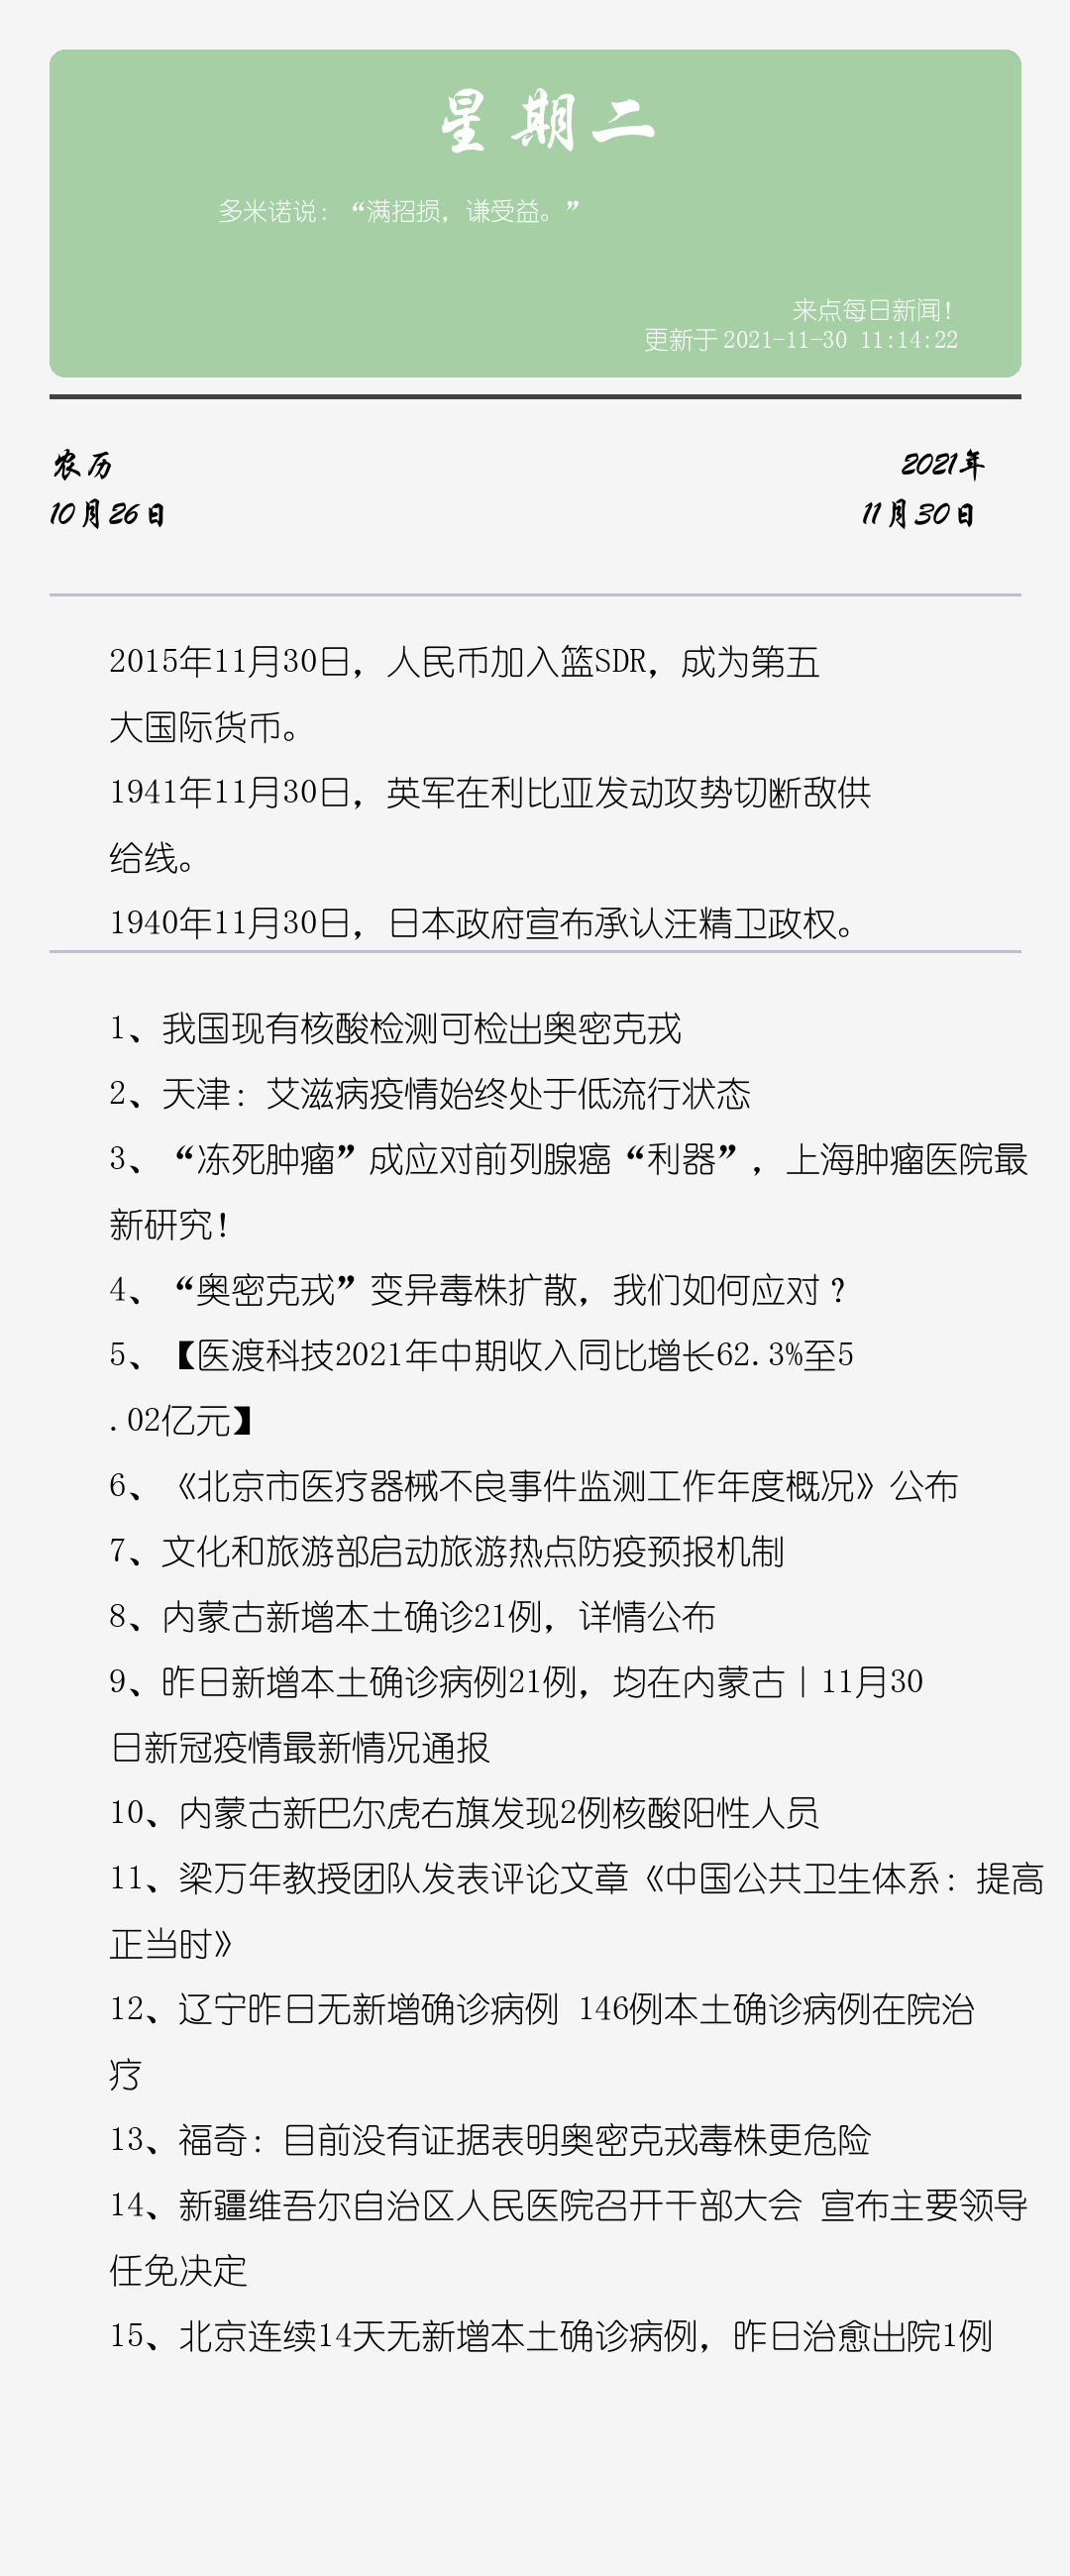 星期二
多米诺说：“满招损，谦受益。”
来点每日新闻！
更新于2021-11-30 11:14:22
农历
10月26日
2021年
11月30日
2015年11月30日，人民币加入篮SDR，成为第五
大国际货币。
1941年11月30日，英军在利比亚发动攻势切断敌供
给线。
1940年11月30日，日本政府宣布承认汪精卫政权。
1、我国现有核酸检测可检出奥密克戎
2、天津：艾滋病疫情始终处于低流行状态
3、“冻死肿瘤”成应对前列腺癌“利器”，上海肿瘤医院最
新研究！
4、“奥密克戎”变异毒株扩散，我们如何应对？
5、【医渡科技2021年中期收入同比增长62.3%至5
.02亿元】
6、《北京市医疗器械不良事件监测工作年度概况》公布
7、文化和旅游部启动旅游热点防疫预报机制
8、内蒙古新增本土确诊21例，详情公布
9、昨日新增本土确诊病例21例，均在内蒙古丨11月30
日新冠疫情最新情况通报
10、内蒙古新巴尔虎右旗发现2例核酸阳性人员
11、梁万年教授团队发表评论文章《中国公共卫生体系：提高
正当时》
12、辽宁昨日无新增确诊病例 146例本土确诊病例在院治
疗
13、福奇：目前没有证据表明奥密克戎毒株更危险
14、新疆维吾尔自治区人民医院召开干部大会 宣布主要领导
任免决定
15、北京连续14天无新增本土确诊病例，昨日治愈出院1例